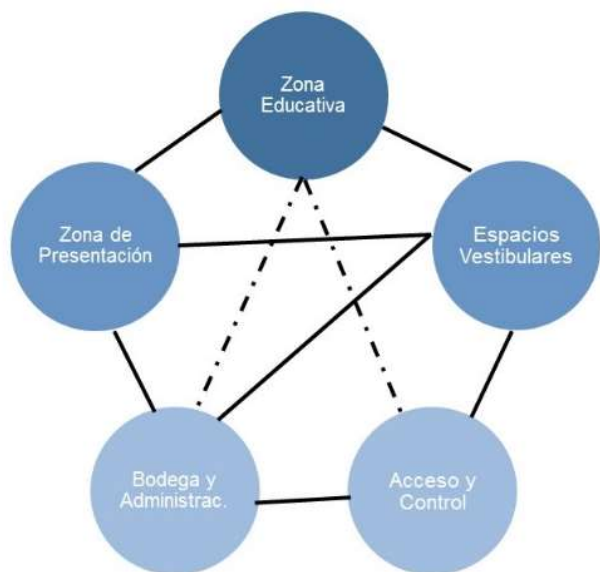 Zona
Educativa
Zona de
Presentación
Espacios
Vestibulares
Bodega y
Administrac.
Acceso y
Control